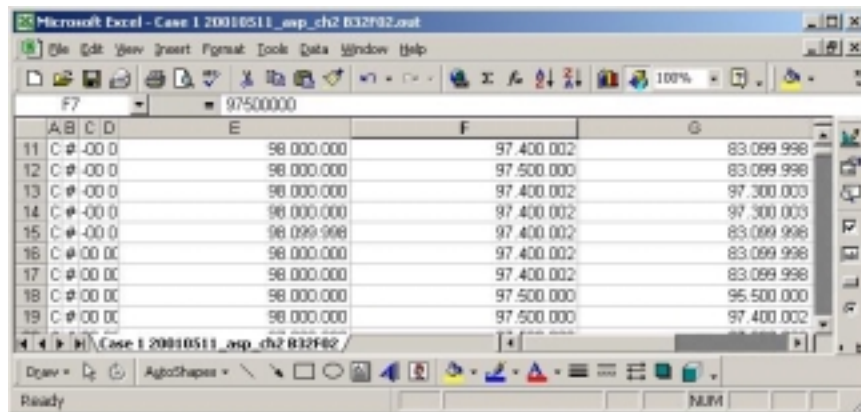 Microsoft Excel - Case 1 20010511_asp_ch2 B32F02.out
File Edit View Insert Format Tools Data Window Help
100%
F7 = 97500000
A B C D E F G
11 C # -00 0 98.000.000 97.400.002 83.099.998
12 C # -00 0 98.000.000 97.500.000 83.099.998
13 C # -00 0 98.000.000 97.400.002 97.300.003
14 C # -00 0 98.000.000 97.400.002 97.300.003
15 C # -00 0 98.099.998 97.400.002 83.099.998
16 C # 00 00 98.000.000 97.400.002 83.099.998
17 C # 00 00 98.000.000 97.400.002 83.099.998
18 C # 00 00 98.000.000 97.500.000 95.500.000
19 C # 00 00 98.000.000 97.500.000 97.400.002
Case 1 20010511_asp_ch2 B32F02
Draw AutoShapes
Ready NUM